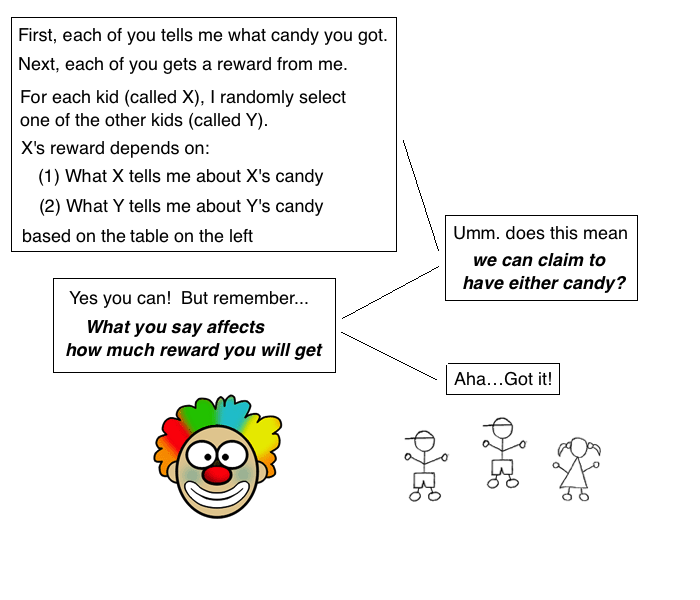 First, each of you tells me what candy you got.
Next, each of you gets a reward from me.
For each kid (called X), I randomly select
one of the other kids (called Y).
X's reward depends on:
(1) What X tells me about X's candy
(2) What Y tells me about Y's candy
based on the table on the left
Umm. does this mean
we can claim to
have either candy?
Yes you can!  But remember...
What you say affects
how much reward you will get
Aha…Got it!